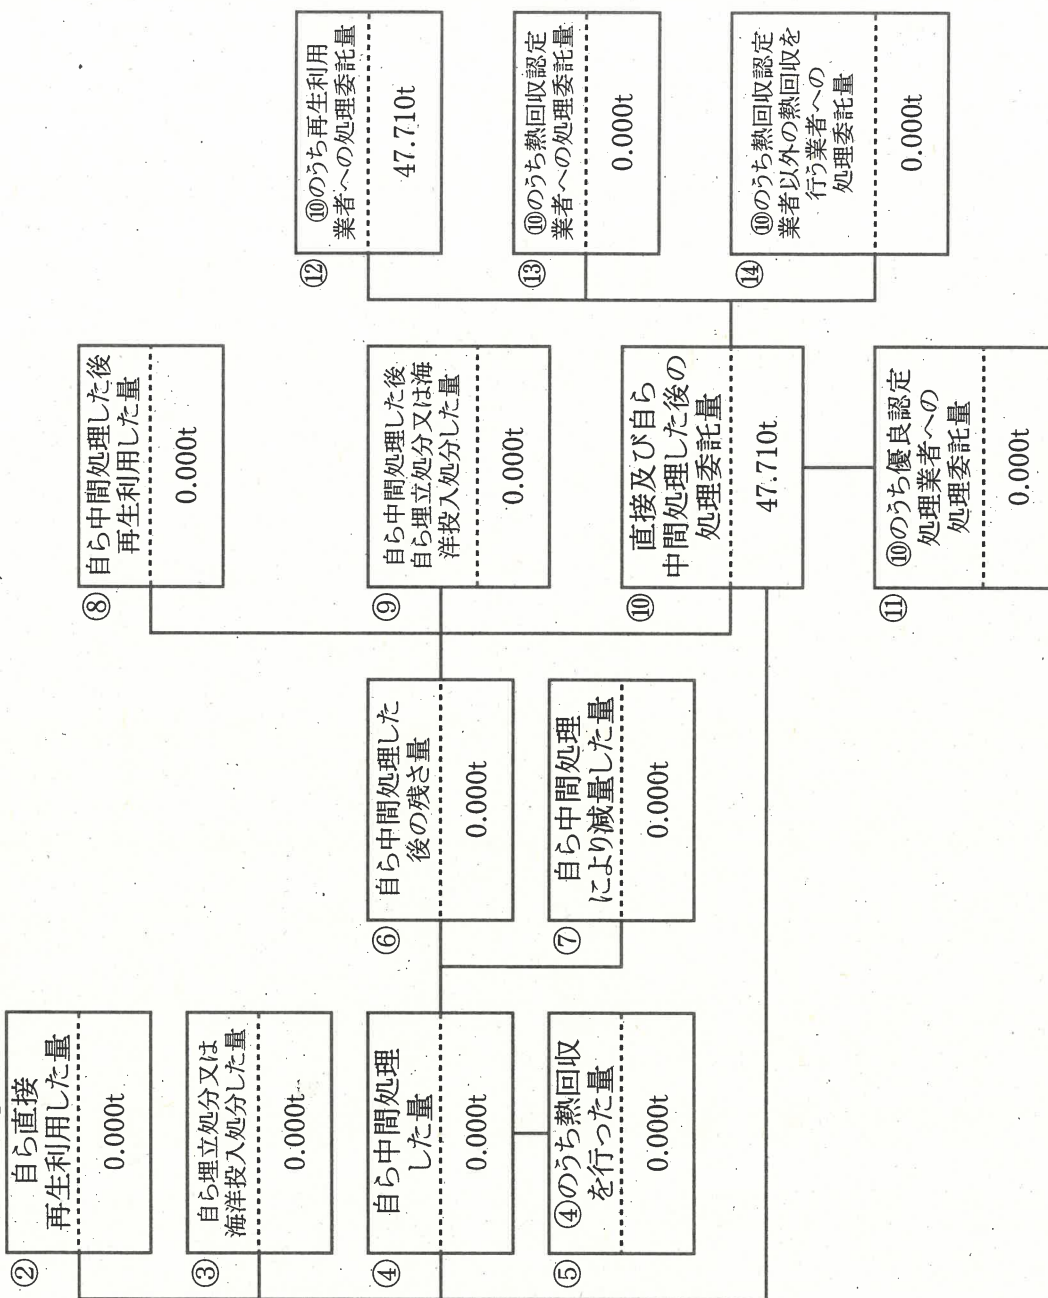 ②
自ら直接
再生利用した量
0.000t
③
自ら埋立処分又は
海洋投入処分した量
0.000t
④
自ら中間処理
した量
0.000t
⑤
④のうち熱回収
を行った量
0.000t
⑥
自ら中間処理した
後の残さ量
0.000t
⑦
自ら中間処理
により減量した量
0.000t
⑧
自ら中間処理した後
再生利用した量
0.000t
⑨
自ら中間処理した後
自ら埋立処分又は海
洋投入処分した量
0.000t
⑩
直接及び自ら
中間処理した後の
処理委託量
47.710t
⑪
⑩のうち優良認定
処理業者への
処理委託量
0.000t
⑫
⑩のうち再生利用
業者への処理委託量
47.710t
⑬
⑩のうち熱回収認定
業者への処理委託量
0.000t
⑭
⑩のうち熱回収認定
業者以外の熱回収を
行う業者への
処理委託量
0.000t